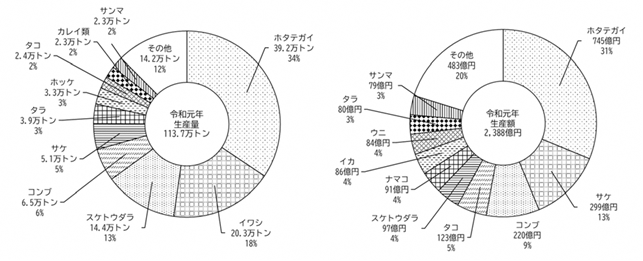 令和元年
生産量
113.7万トン
ホタテガイ
39.2万トン
34%
イワシ
20.3万トン
18%
スケトウダラ
14.4万トン
13%
コンブ
6.5万トン
6%
サケ
5.1万トン
5%
タラ
3.9万トン
3%
ホッケ
3.3万トン
3%
タコ
2.4万トン
2%
カレイ類
2.3万トン
2%
サンマ
2.3万トン
2%
その他
14.2万トン
12%
令和元年
生産額
2,388億円
ホタテガイ
745億円
31%
サケ
299億円
13%
コンブ
220億円
9%
タコ
123億円
5%
スケトウダラ
97億円
4%
ナマコ
91億円
4%
イカ
86億円
4%
ウニ
84億円
4%
タラ
80億円
3%
サンマ
79億円
3%
その他
483億円
20%